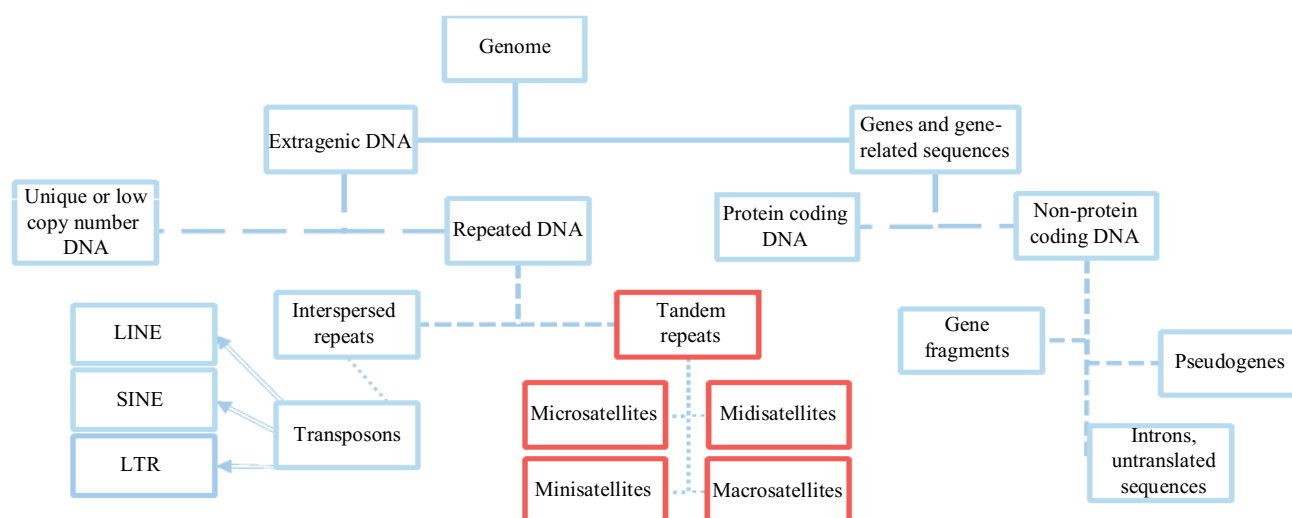 Genome
Extragenic DNA
Genes and gene-
related sequences
Unique or low
copy number
DNA
Repeated DNA
Protein coding
DNA
Non-protein
coding DNA
Interspersed
repeats
Tandem
repeats
Gene
fragments
Pseudogenes
LINE
SINE
LTR
Transposons
Microsatellites
Midisatellites
Minisatellites
Macrosatellites
Introns,
untranslated
sequences